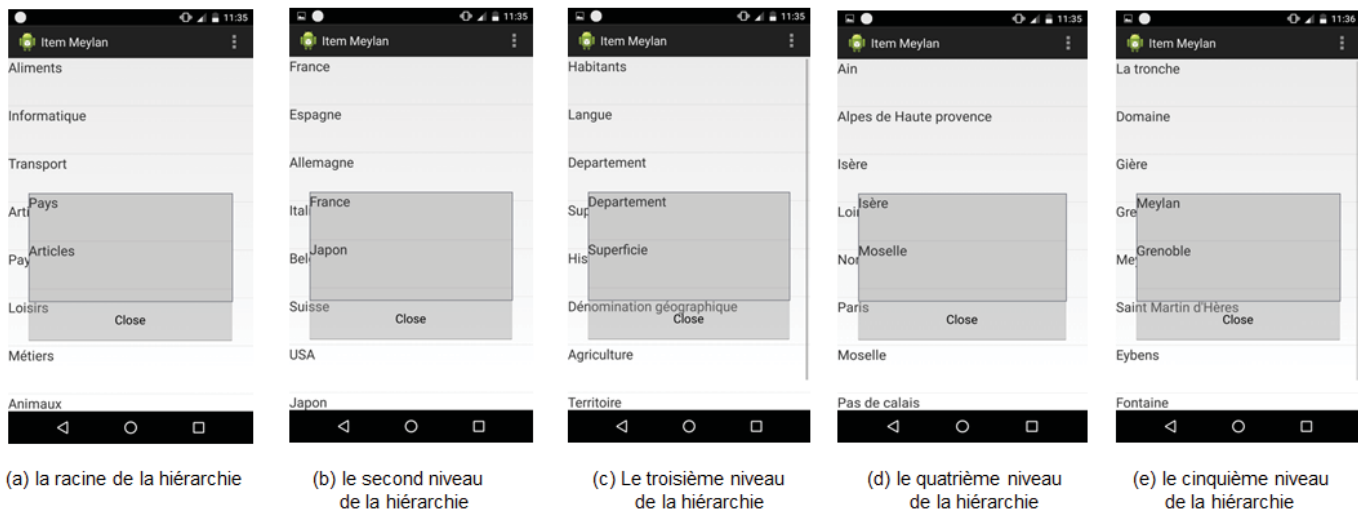 11:35
Item Meylan
Aliments
Informatique
Transport
Arti
Pays
Pay
Articles
Loisirs
Close
Métiers
Animaux
(a) la racine de la hiérarchie
11:35
Item Meylan
France
Espagne
Allemagne
Ital
France
Bel
Japon
Suisse
Close
USA
Japon
(b) le second niveau
de la hiérarchie
11:35
Item Meylan
Habitants
Langue
Departement
Sup
Departement
His
Superficie
Dénomination géographique
Close
Agriculture
Territoire
(c) Le troisième niveau
de la hiérarchie
11:35
Item Meylan
Ain
Alpes de Haute provence
Isère
Loir
Isère
Nor
Moselle
Paris
Close
Moselle
Pas de calais
(d) le quatrième niveau
de la hiérarchie
11:36
Item Meylan
La tronche
Domaine
Gière
Gre
Meylan
Mey
Grenoble
Saint Martin d'Hères
Close
Eybens
Fontaine
(e) le cinquième niveau
de la hiérarchie